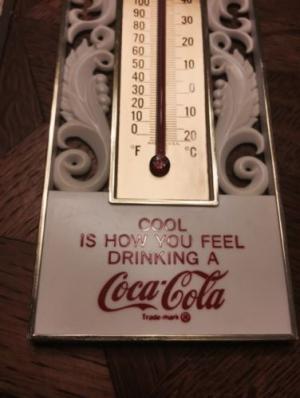 100 40
90
80 30
70
60 20
50
40 10
30
20 0
10
0 10
20
°F °C
COOL
IS HOW YOU FEEL
DRINKING A
Coca-Cola
Trade-mark ®